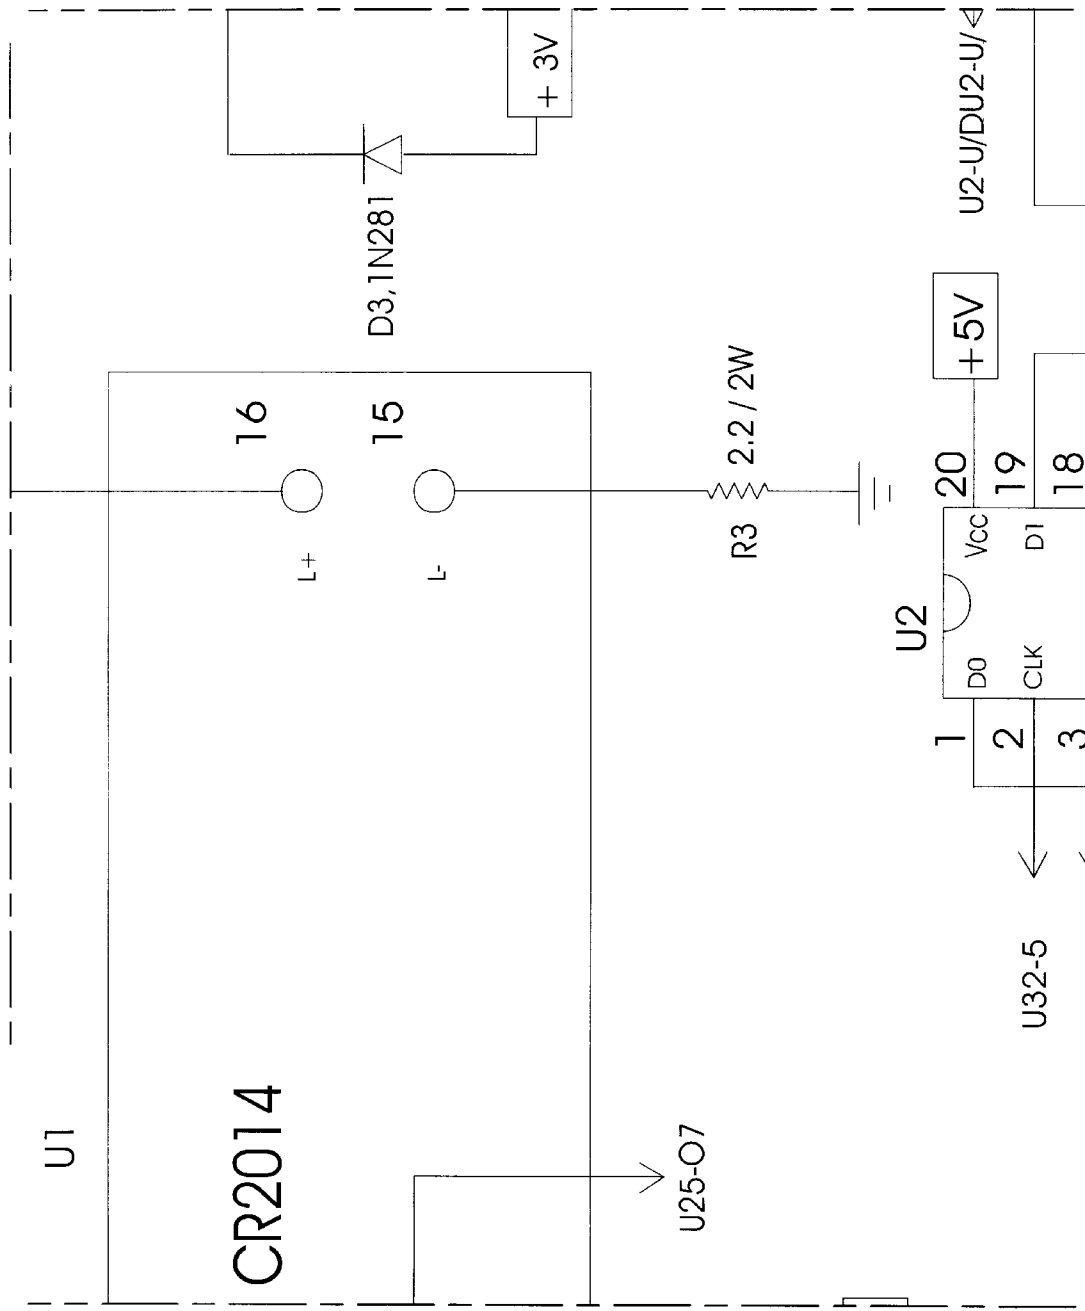 + 3V
D3,1N281
U2-U/DU2-U/
+5V
16
15
2.2 / 2W
R3
L+
L-
20
19
18
Vcc
D1
U2
D0
CLK
1
2
3
U32-5
U1
CR2014
U25-O7